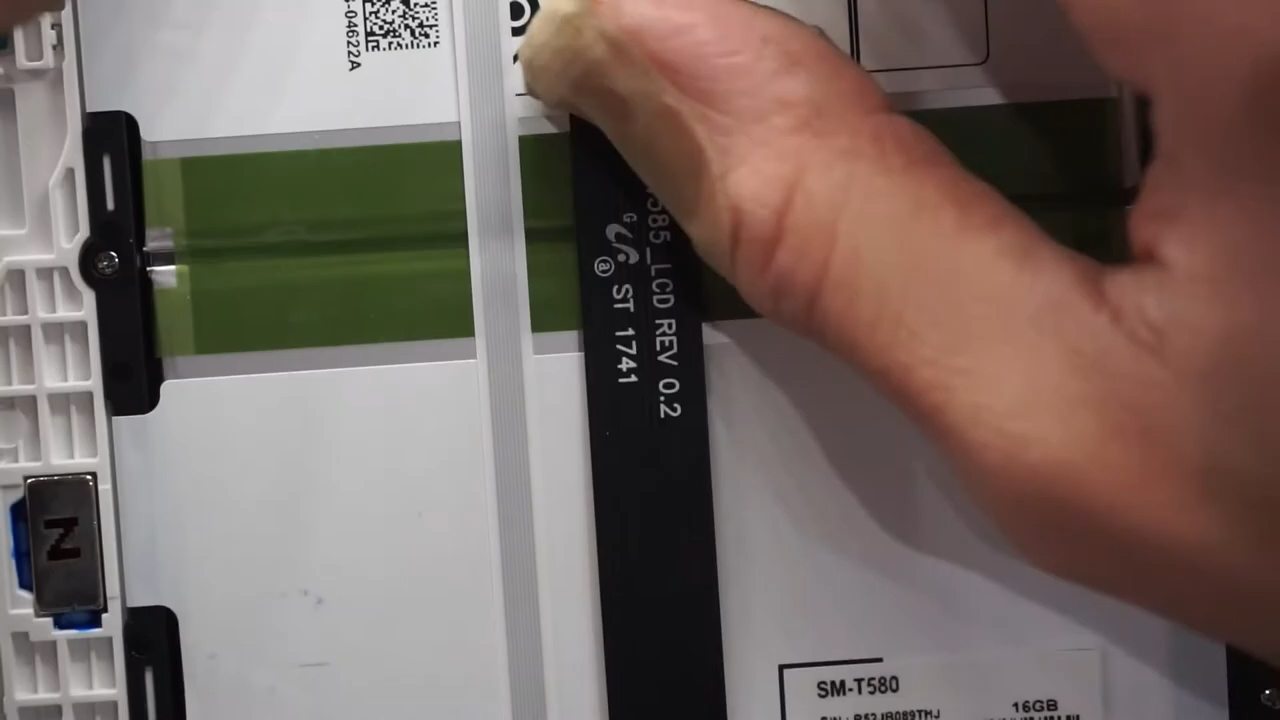 -04622A
585_LCD REV 0.2
G
ⓐ ST 1741
N
SM-T580
16GB